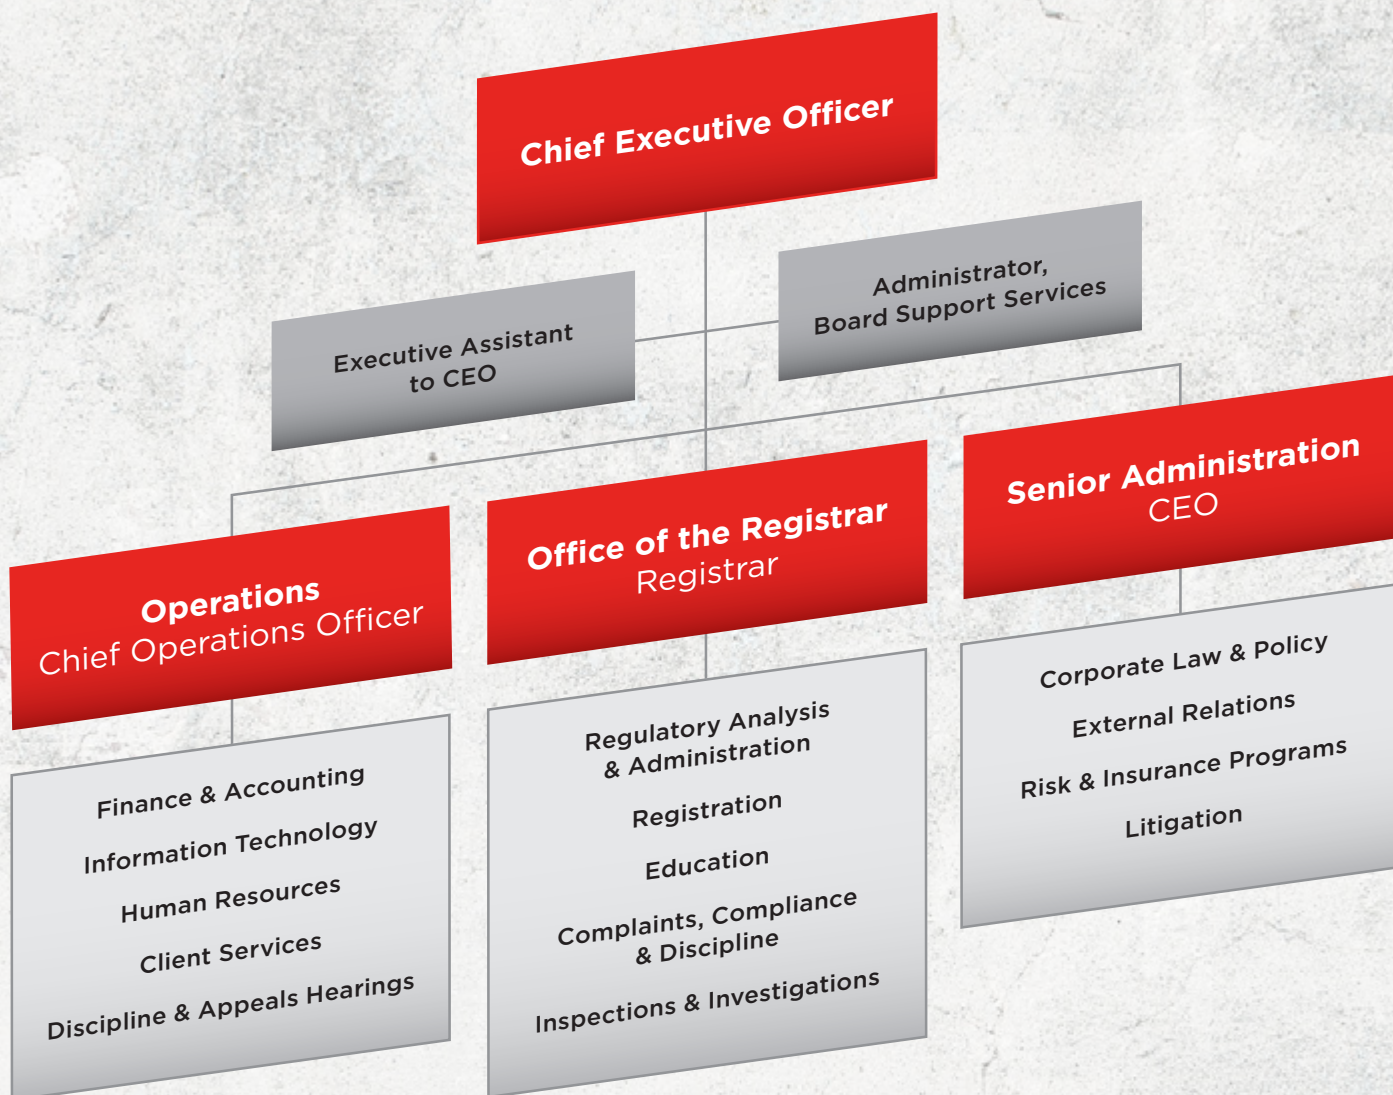 Chief Executive Officer
Executive Assistant
to CEO
Administrator,
Board Support Services
Operations
Chief Operations Officer
Finance & Accounting
Information Technology
Human Resources
Client Services
Discipline & Appeals Hearings
Office of the Registrar
Registrar
Regulatory Analysis
& Administration
Registration
Education
Complaints, Compliance
& Discipline
Inspections & Investigations
Senior Administration
CEO
Corporate Law & Policy
External Relations
Risk & Insurance Programs
Litigation